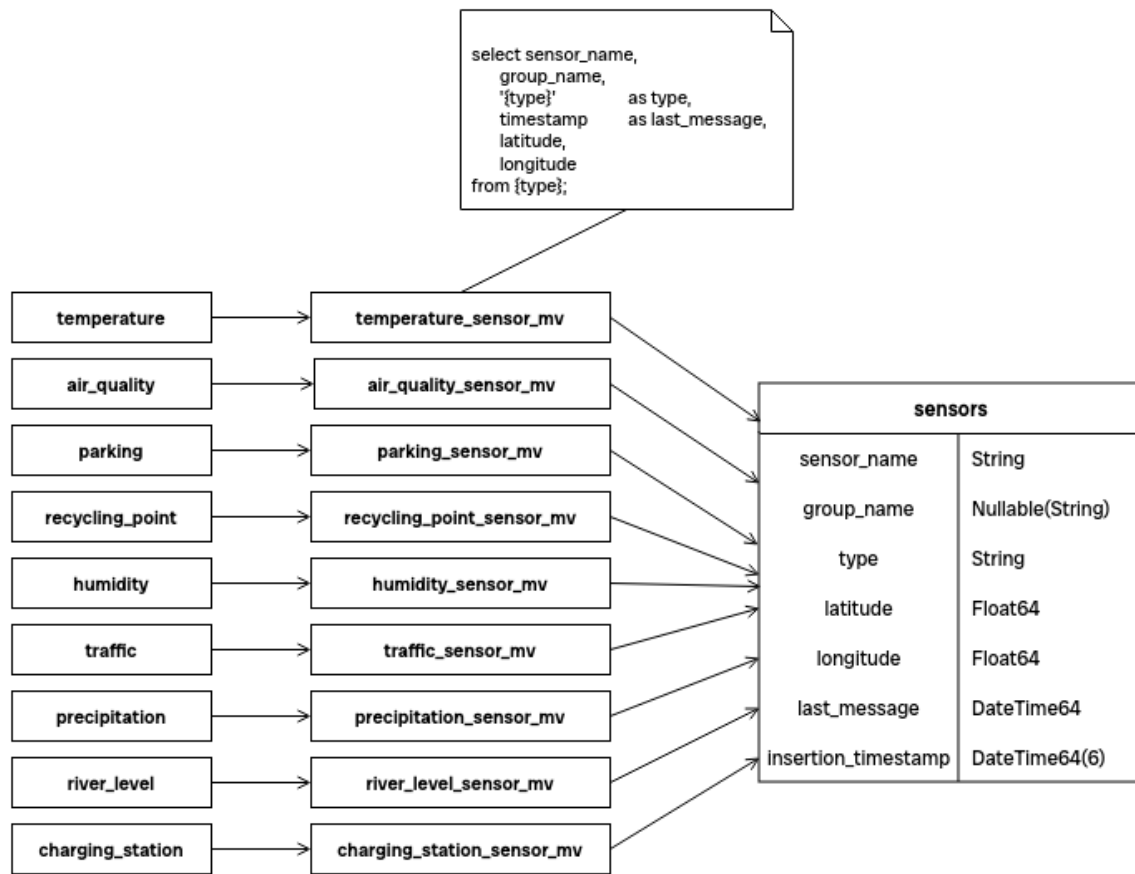 select sensor_name,
group_name,
'{type}' as type,
timestamp as last_message,
latitude,
longitude
from {type};
temperature temperature_sensor_mv
air_quality air_quality_sensor_mv
parking parking_sensor_mv
recycling_point recycling_point_sensor_mv
humidity humidity_sensor_mv
traffic traffic_sensor_mv
precipitation precipitation_sensor_mv
river_level river_level_sensor_mv
charging_station charging_station_sensor_mv
sensors
sensor_name String
group_name Nullable(String)
type String
latitude Float64
longitude Float64
last_message DateTime64
insertion_timestamp DateTime64(6)